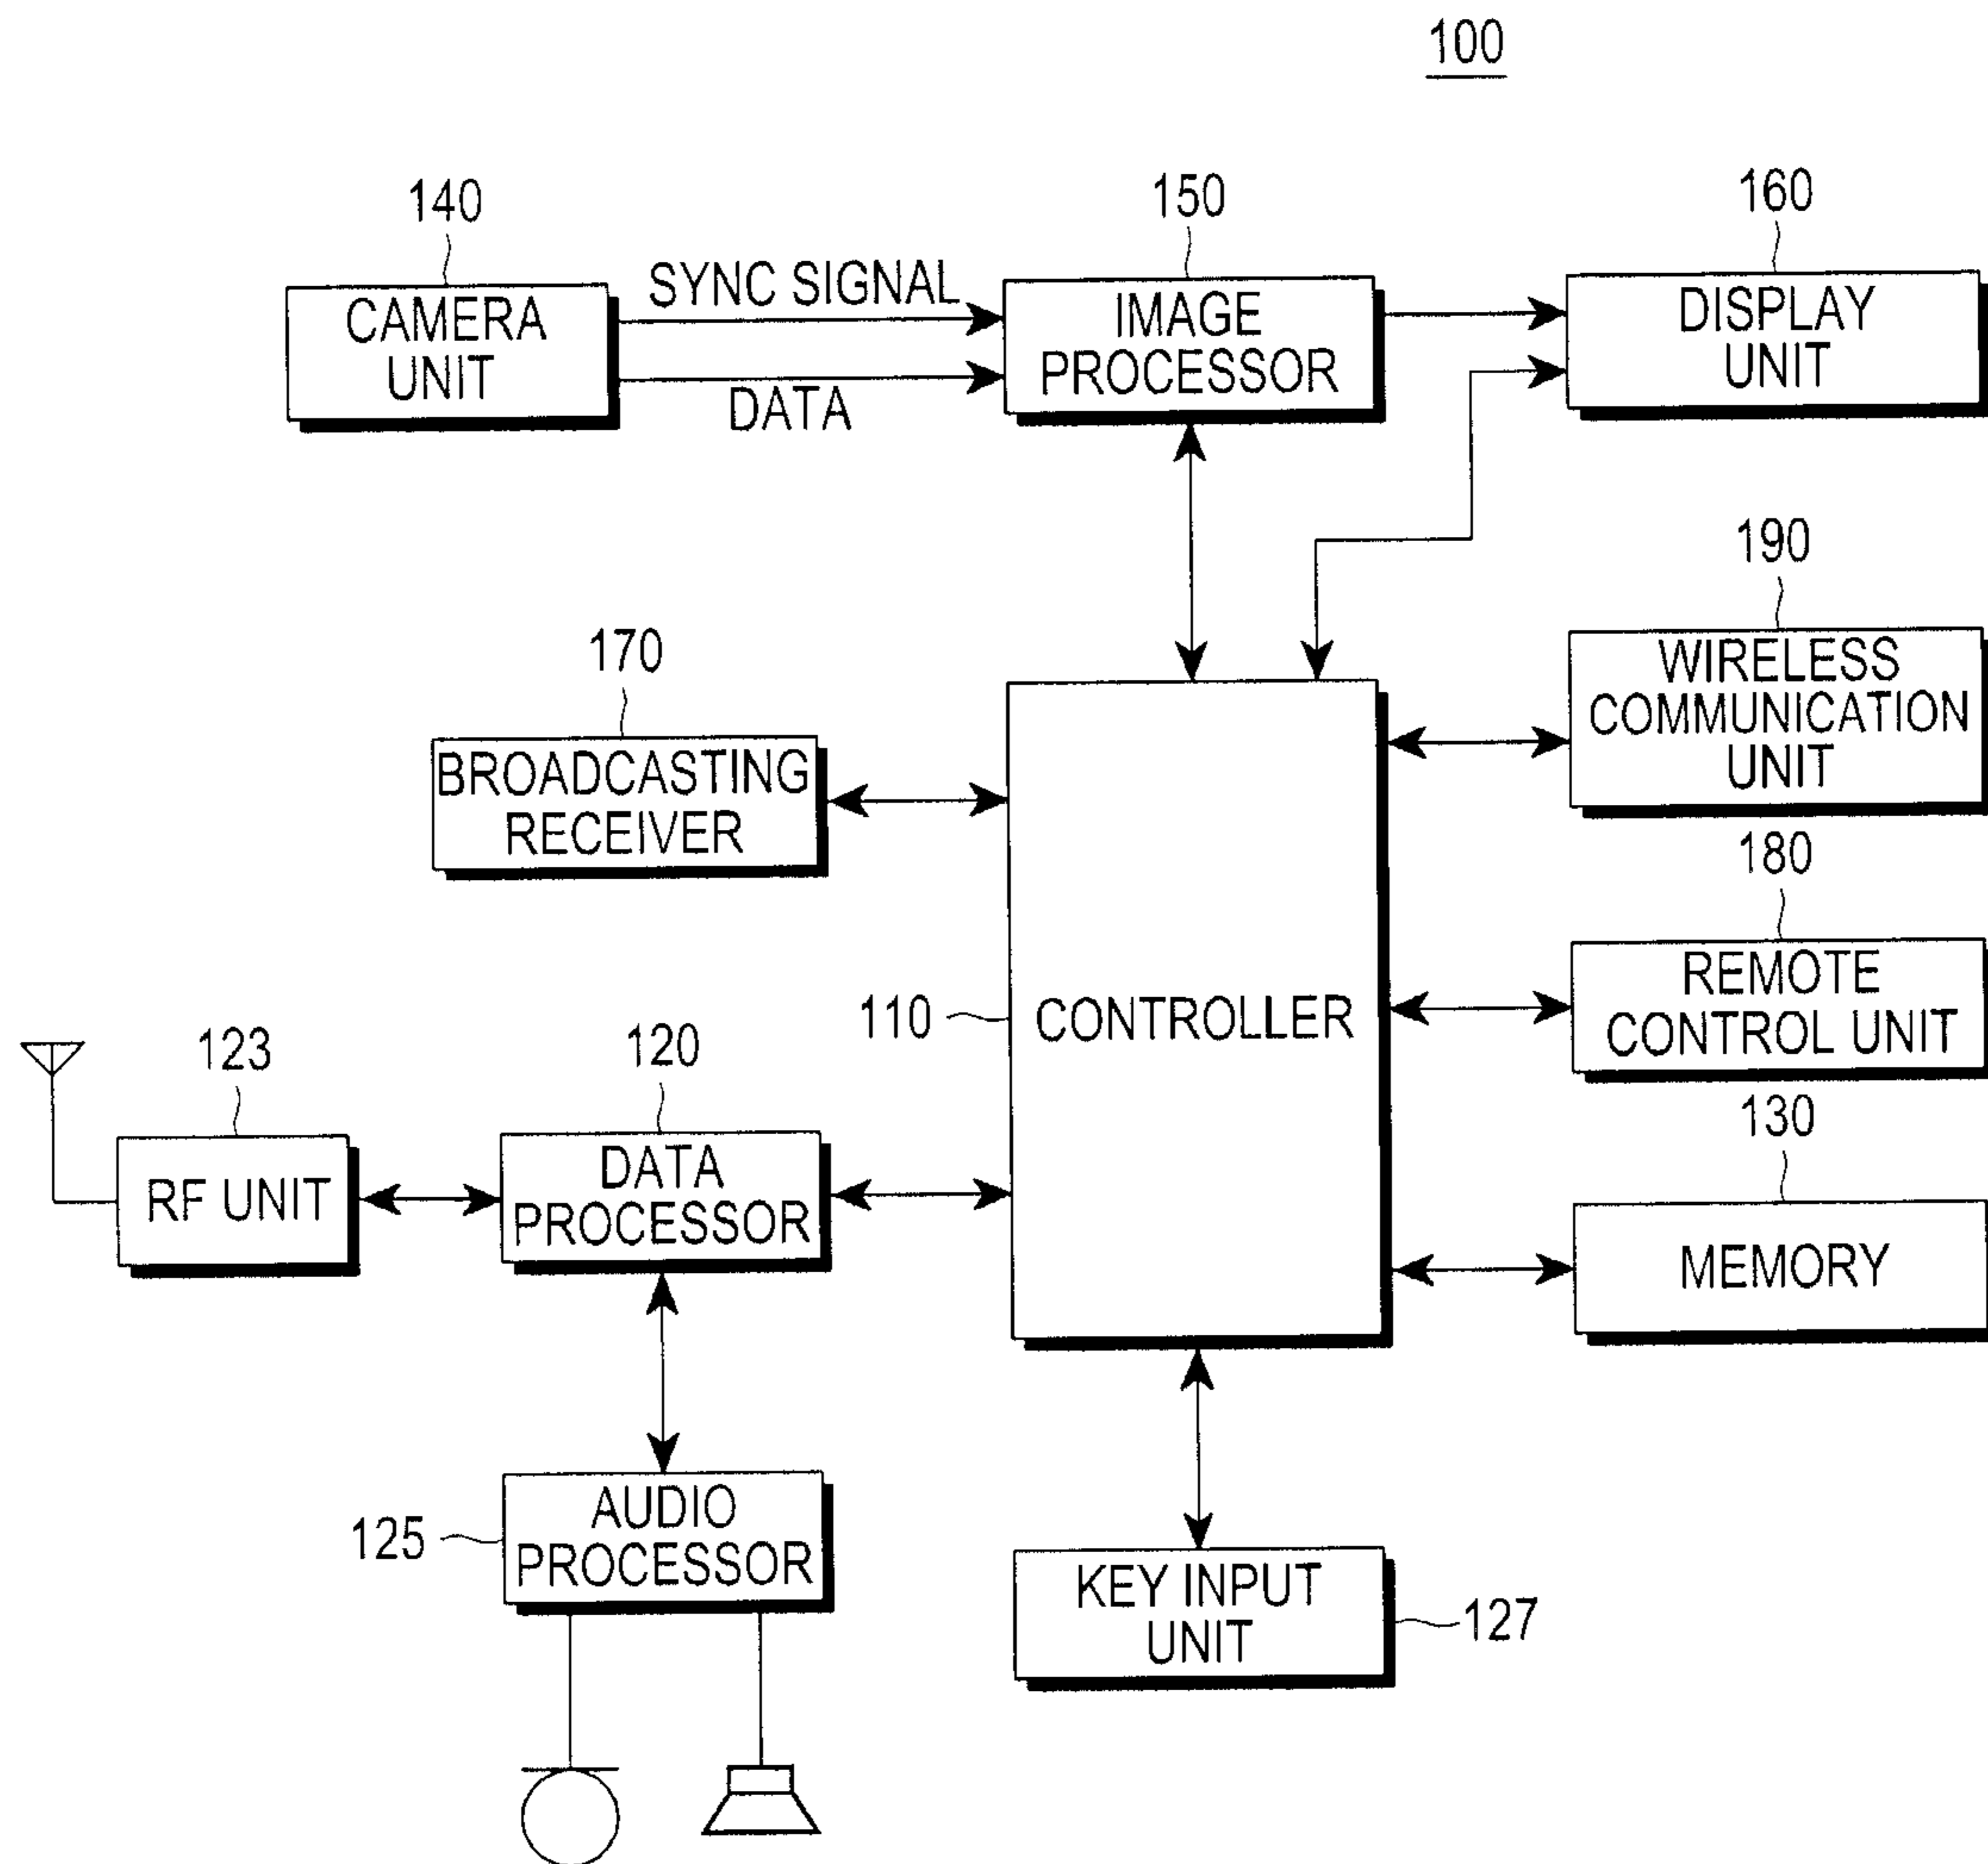 100
140
150
160
CAMERA
UNIT
SYNC SIGNAL
DATA
IMAGE
PROCESSOR
DISPLAY
UNIT
190
WIRELESS
COMMUNICATION
UNIT
170
BROADCASTING
RECEIVER
180
REMOTE
CONTROL UNIT
110
CONTROLLER
123
RF UNIT
120
DATA
PROCESSOR
130
MEMORY
125
AUDIO
PROCESSOR
KEY INPUT
UNIT
127